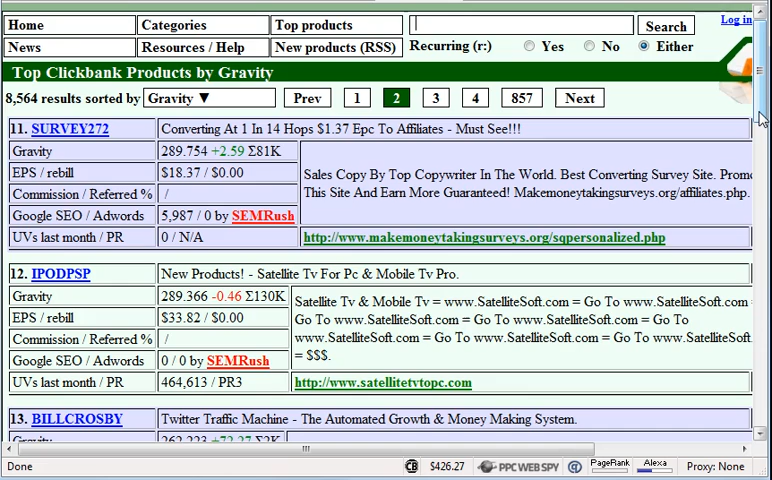 Home
Categories
Top products
Search
Log in
News
Resources / Help
New products (RSS)
Recurring (r:)
Yes
No
Either
Top Clickbank Products by Gravity
8,564 results sorted by
Gravity ▼
Prev
1
2
3
4
857
Next
11. SURVEY272
Converting At 1 In 14 Hops $1.37 Epc To Affiliates - Must See!!!
Gravity
289.754 +2.59 Σ81K
EPS / rebill
$18.37 / $0.00
Commission / Referred %
/
Google SEO / Adwords
5,987 / 0 by SEMRush
UVs last month / PR
0 / N/A
Sales Copy By Top Copywriter In The World. Best Converting Survey Site. Promo
This Site And Earn More Guaranteed! Makemoneytakingsurveys.org/affiliates.php.
http://www.makemoneytakingsurveys.org/sqpersonalized.php
12. IPODPSP
New Products! - Satellite Tv For Pc & Mobile Tv Pro.
Gravity
289.366 -0.46 Σ130K
EPS / rebill
$33.82 / $0.00
Commission / Referred %
/
Google SEO / Adwords
0 / 0 by SEMRush
UVs last month / PR
464,613 / PR3
Satellite Tv & Mobile Tv = www.SatelliteSoft.com = Go To www.SatelliteSoft.com =
Go To www.SatelliteSoft.com = Go To www.SatelliteSoft.com = Go To
www.SatelliteSoft.com = Go To www.SatelliteSoft.com = Go To www.SatelliteSoft.
= $$$.
http://www.satellitetvtopc.com
13. BILLCROSBY
Twitter Traffic Machine - The Automated Growth & Money Making System.
Gravity
262.223 +72.27 Σ2K
Done
CB
$426.27
PPC WEB SPY
@
PageRank
Alexa
Proxy: None